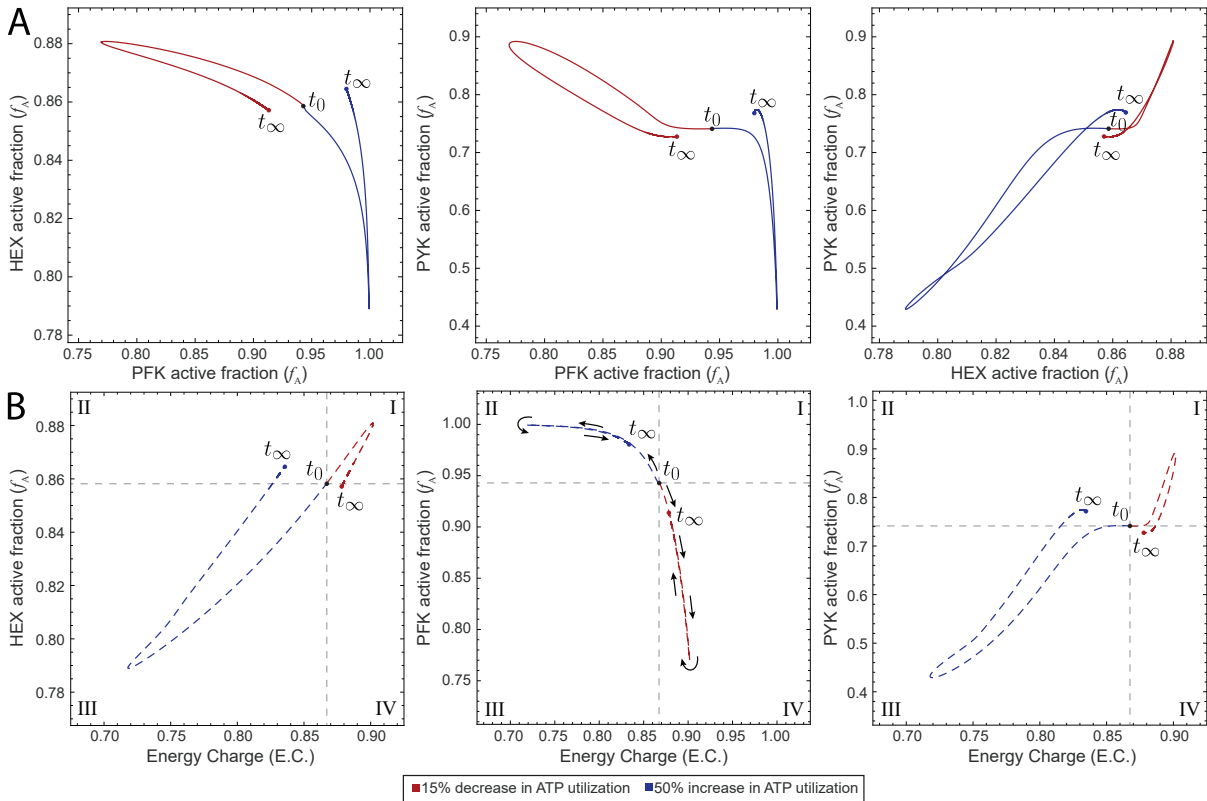 A
HEX active fraction (fA)
0.88
0.86
0.84
0.82
0.80
0.78
t∞
t0
t∞
0.75
0.80
0.85
0.90
0.95
1.00
PFK active fraction (fA)
PYK active fraction (fA)
0.9
0.8
0.7
0.6
0.5
0.4
t∞
t0
t∞
0.75
0.80
0.85
0.90
0.95
1.00
PFK active fraction (fA)
PYK active fraction (fA)
0.9
0.8
0.7
0.6
0.5
0.4
t∞
t0
t∞
0.78
0.80
0.82
0.84
0.86
0.88
HEX active fraction (fA)
B
II
I
HEX active fraction (fA)
0.88
0.86
0.84
0.82
0.80
0.78
t∞
t0
t∞
III
IV
0.70
0.75
0.80
0.85
0.90
Energy Charge (E.C.)
II
I
PFK active fraction (fA)
1.00
0.95
0.90
0.85
0.80
0.75
t∞
t0
t∞
III
IV
0.70
0.75
0.80
0.85
0.90
0.95
1.00
Energy Charge (E.C.)
II
I
PYK active fraction (fA)
1.0
0.9
0.8
0.7
0.6
0.5
0.4
t∞
t0
t∞
III
IV
0.70
0.75
0.80
0.85
0.90
Energy Charge (E.C.)
15% decrease in ATP utilization
50% increase in ATP utilization